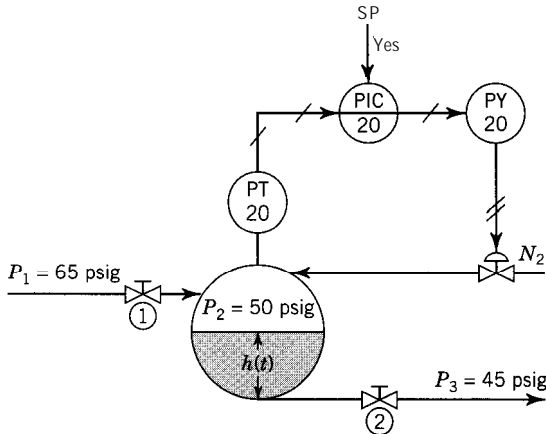 SP
Yes
PIC
20
PY
20
PT
20
N₂
P₁ = 65 psig
1
P₂ = 50 psig
h(t)
P₃ = 45 psig
2